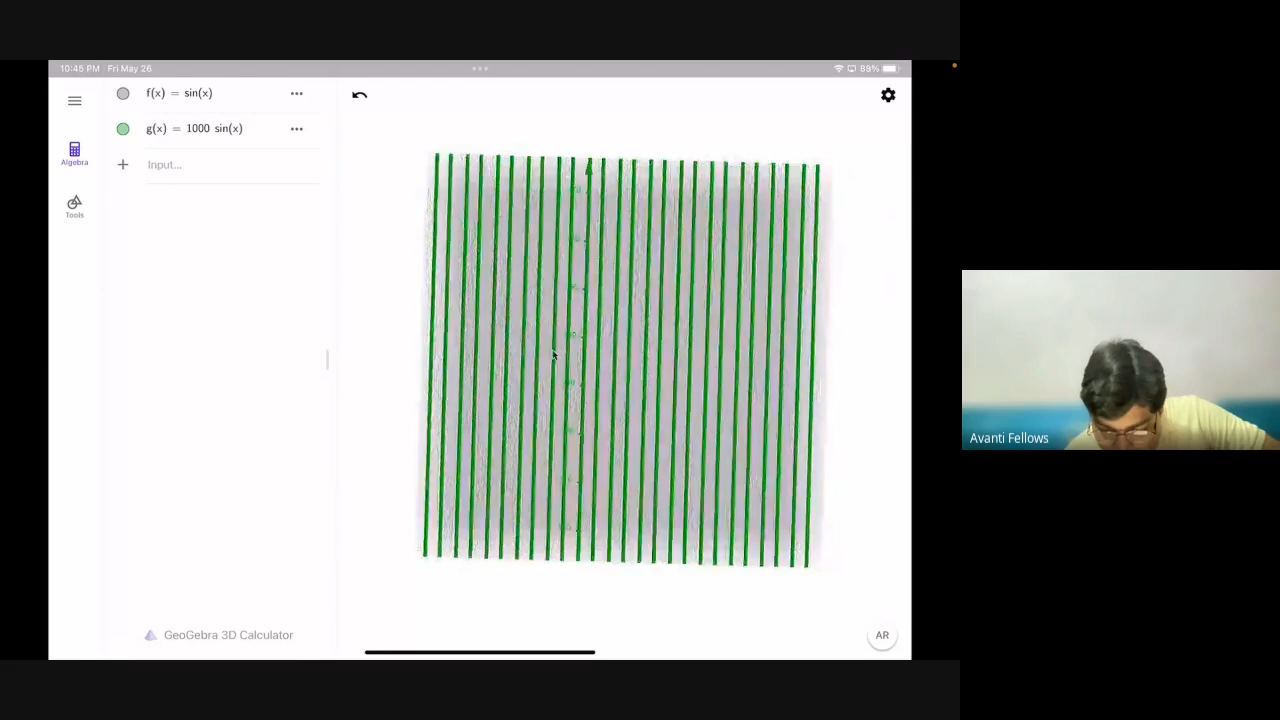 10:45 PM Fri May 26
88%
f(x) = sin(x)
g(x) = 1000 sin(x)
Input...
Algebra
Tools
GeoGebra 3D Calculator
AR
Avanti Fellows